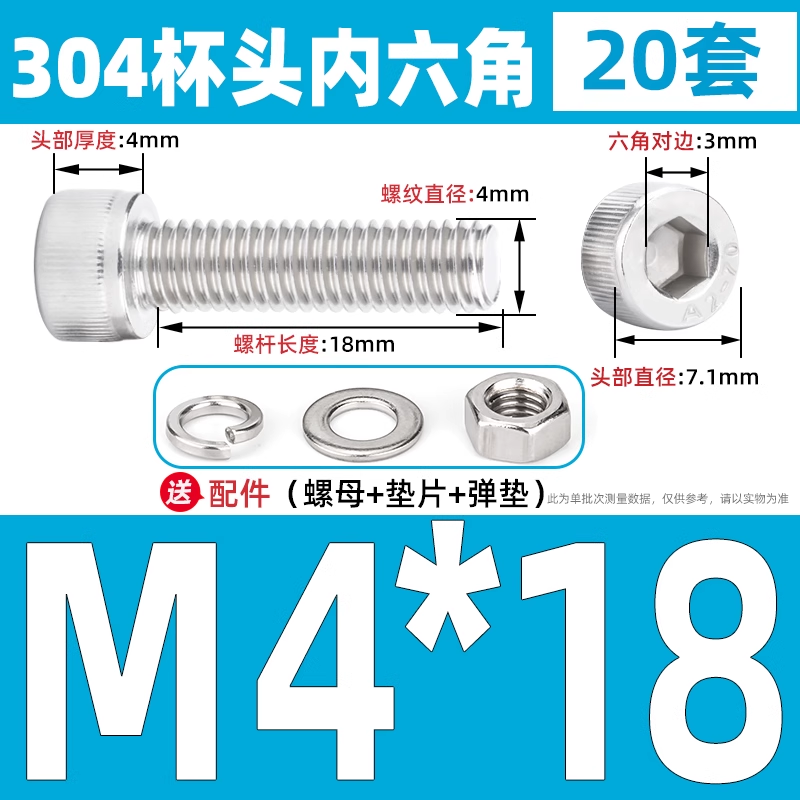 304杯头内六角
20套
头部厚度:4mm
六角对边:3mm
螺纹直径:4mm
A2-70
螺杆长度:18mm
头部直径:7.1mm
送 配件（螺母+垫片+弹垫）
此为单批次测量数据，仅供参考，请以实物为准
M4*18